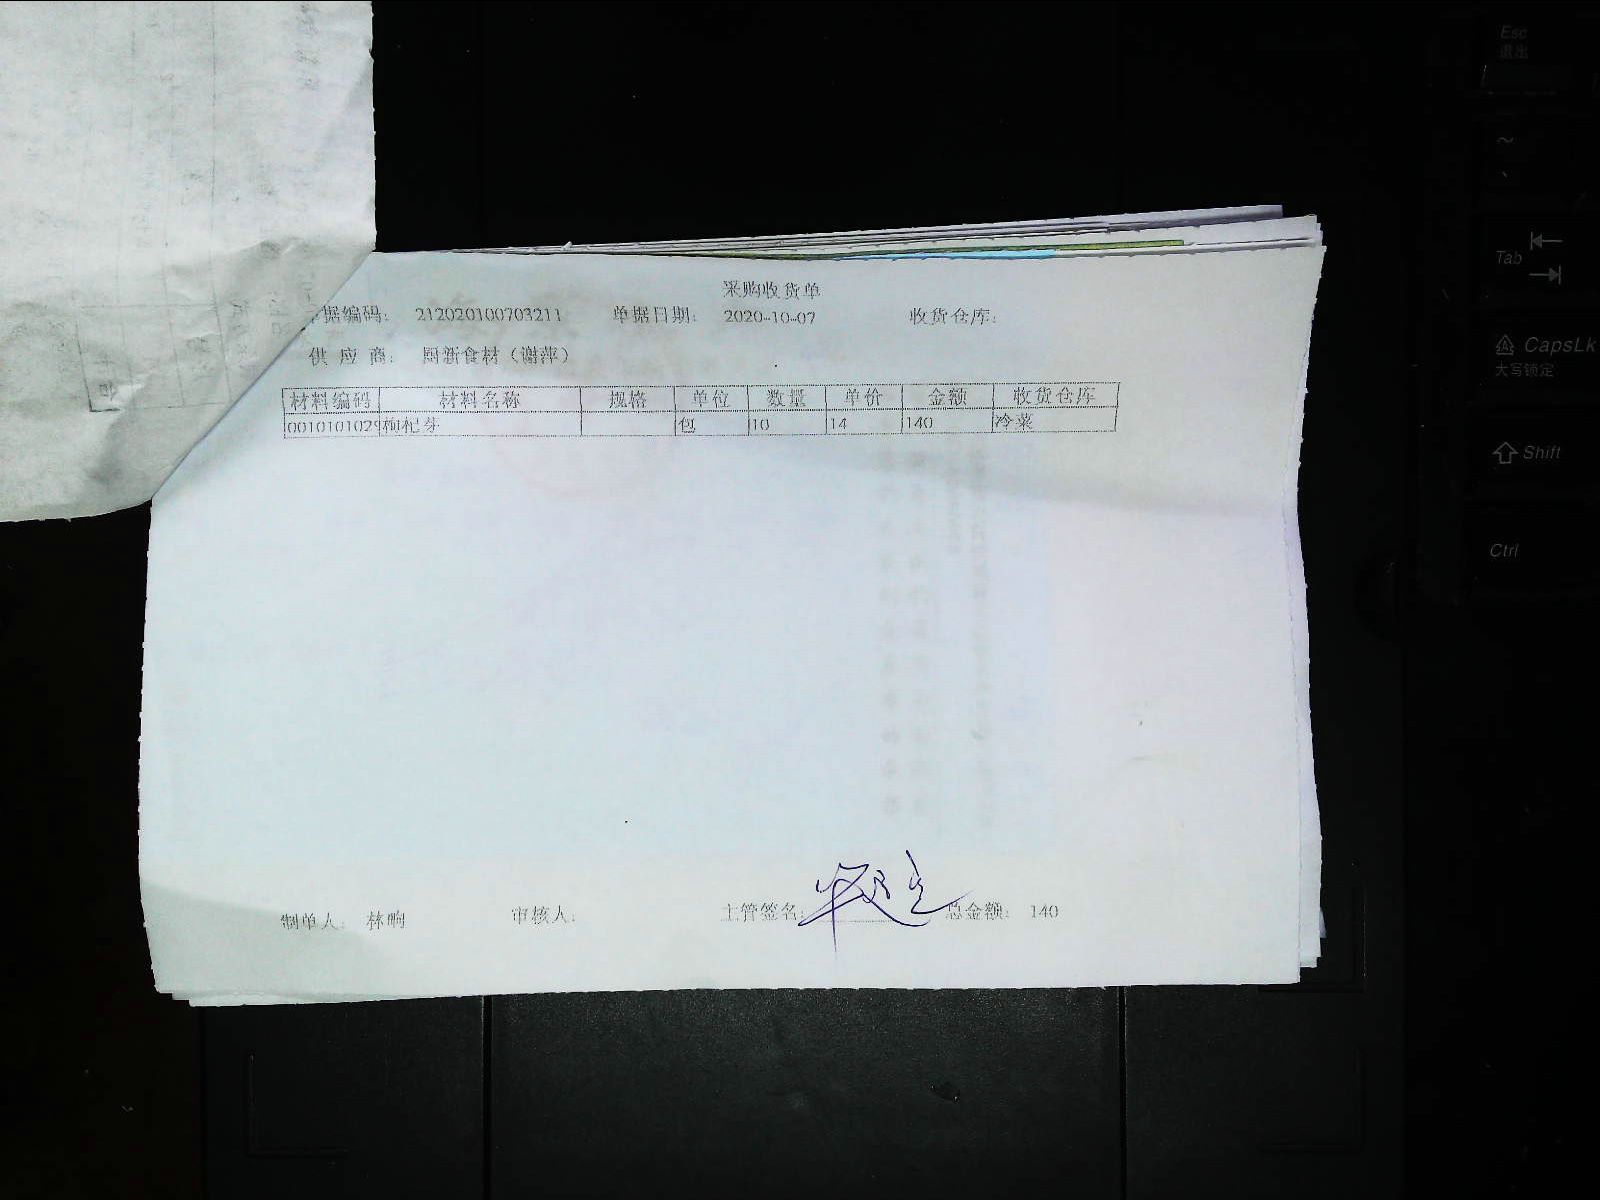 采购收货单
单据编码: 212020100703211 单据日期: 2020-10-07 收货仓库:
供应商: 厨新食材（谢萍）
材料编码 材料名称 规格 单位 数量 单价 金额 收货仓库
0010101029 枸杞芽 包 10 14 140 冷菜
制单人: 林昫 审核人: 主管签名: 总金额: 140
Esc
退出
~
Tab
CapsLk
大写锁定
Shift
Ctrl